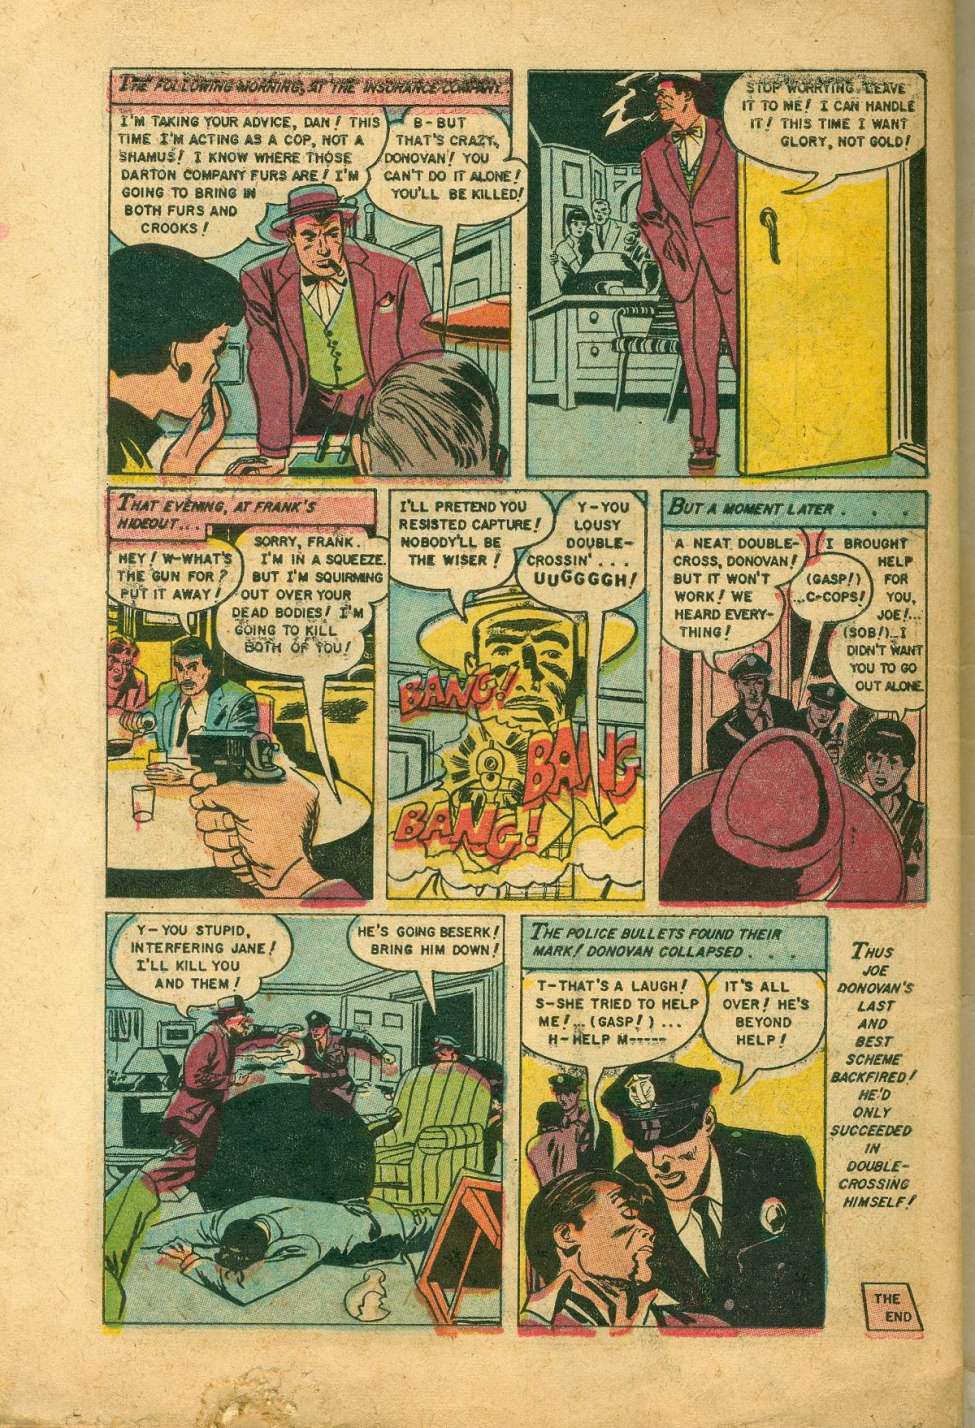 THE FOLLOWING MORNING, AT THE INSURANCE COMPANY.
I'M TAKING YOUR ADVICE, DAN! THIS
TIME I'M ACTING AS A COP, NOT A
SHAMUS! I KNOW WHERE THOSE
DARTON COMPANY FURS ARE! I'M
GOING TO BRING IN
BOTH FURS AND
CROOKS!
B-BUT
THAT'S CRAZY,
DONOVAN! YOU
CAN'T DO IT ALONE!
YOU'LL BE KILLED!
STOP WORRYING. LEAVE
IT TO ME! I CAN HANDLE
IT! THIS TIME I WANT
GLORY, NOT GOLD!
THAT EVENING, AT FRANK'S
HIDEOUT...
HEY! W-WHAT'S
THE GUN FOR?
PUT IT AWAY!
SORRY, FRANK.
I'M IN A SQUEEZE.
BUT I'M SQUIRMING
OUT OVER YOUR
DEAD BODIES! I'M
GOING TO KILL
BOTH OF YOU!
I'LL PRETEND YOU
RESISTED CAPTURE!
NOBODY'LL BE
THE WISER!
Y-YOU
LOUSY
DOUBLE-
CROSSIN'...
UUGGGGH!
BANG!
BANG
BANG!
BUT A MOMENT LATER . . . .
A NEAT DOUBLE-
CROSS, DONOVAN!
BUT IT WON'T
WORK! WE
HEARD EVERY-
THING!
(GASP!)
...C-COPS!
I BROUGHT
HELP
FOR
YOU,
JOE!...
(SOB!)...I
DIDN'T WANT
YOU TO GO
OUT ALONE.
Y-YOU STUPID,
INTERFERING JANE!
I'LL KILL YOU
AND THEM!
HE'S GOING BESERK!
BRING HIM DOWN!
THE POLICE BULLETS FOUND THEIR
MARK! DONOVAN COLLAPSED . . . .
T-THAT'S A LAUGH!
S-SHE TRIED TO HELP
ME!...(GASP!)...
H-HELP M-----
IT'S ALL
OVER! HE'S
BEYOND
HELP!
THUS
JOE
DONOVAN'S
LAST
AND
BEST
SCHEME
BACKFIRED!
HE'D
ONLY
SUCCEEDED
IN
DOUBLE-
CROSSING
HIMSELF!
THE
END